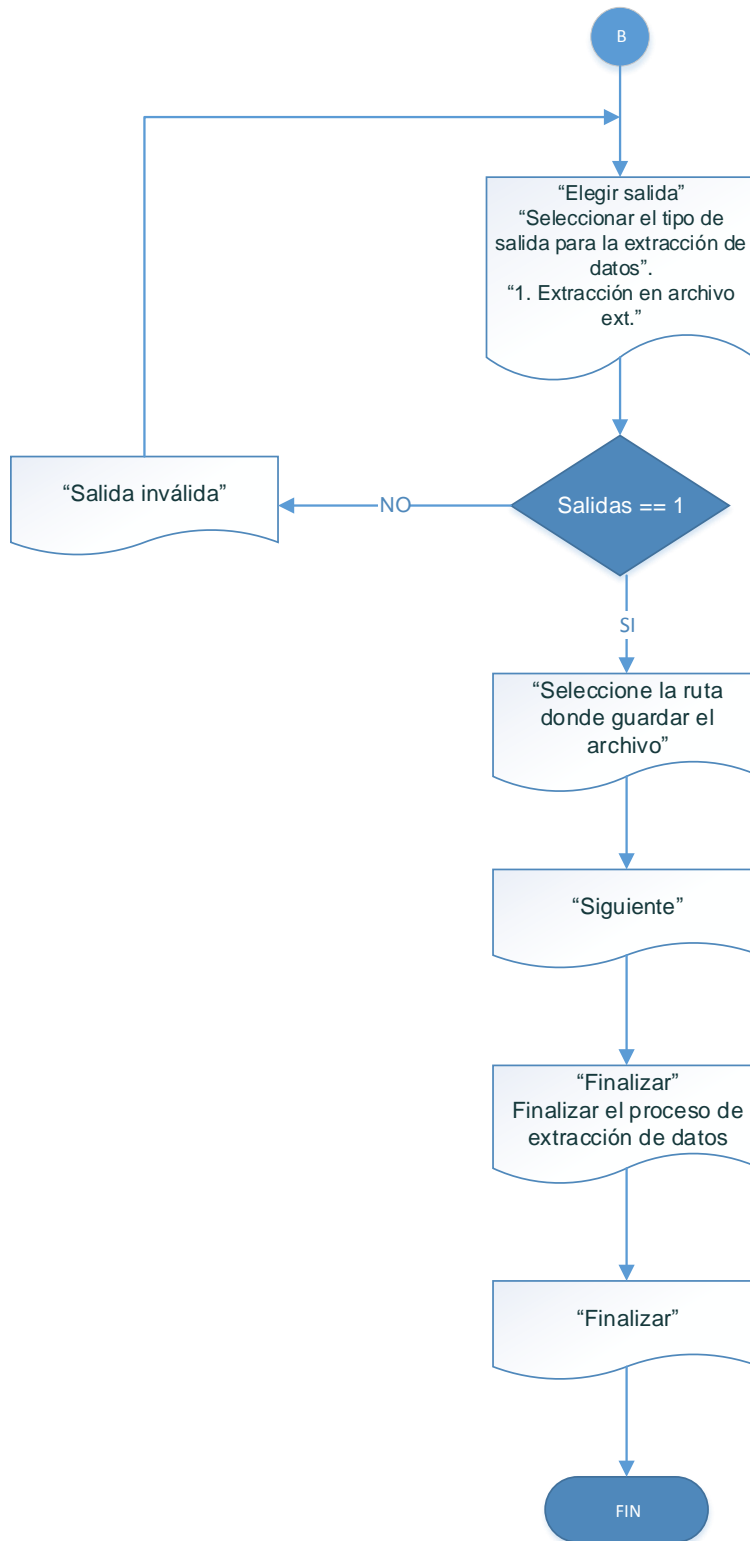 B
“Elegir salida”
“Seleccionar el tipo de
salida para la extracción de
datos”.
“1. Extracción en archivo
ext.”
“Salida inválida”
NO
Salidas == 1
SI
“Seleccione la ruta
donde guardar el
archivo”
“Siguiente”
“Finalizar”
Finalizar el proceso de
extracción de datos
“Finalizar”
FIN